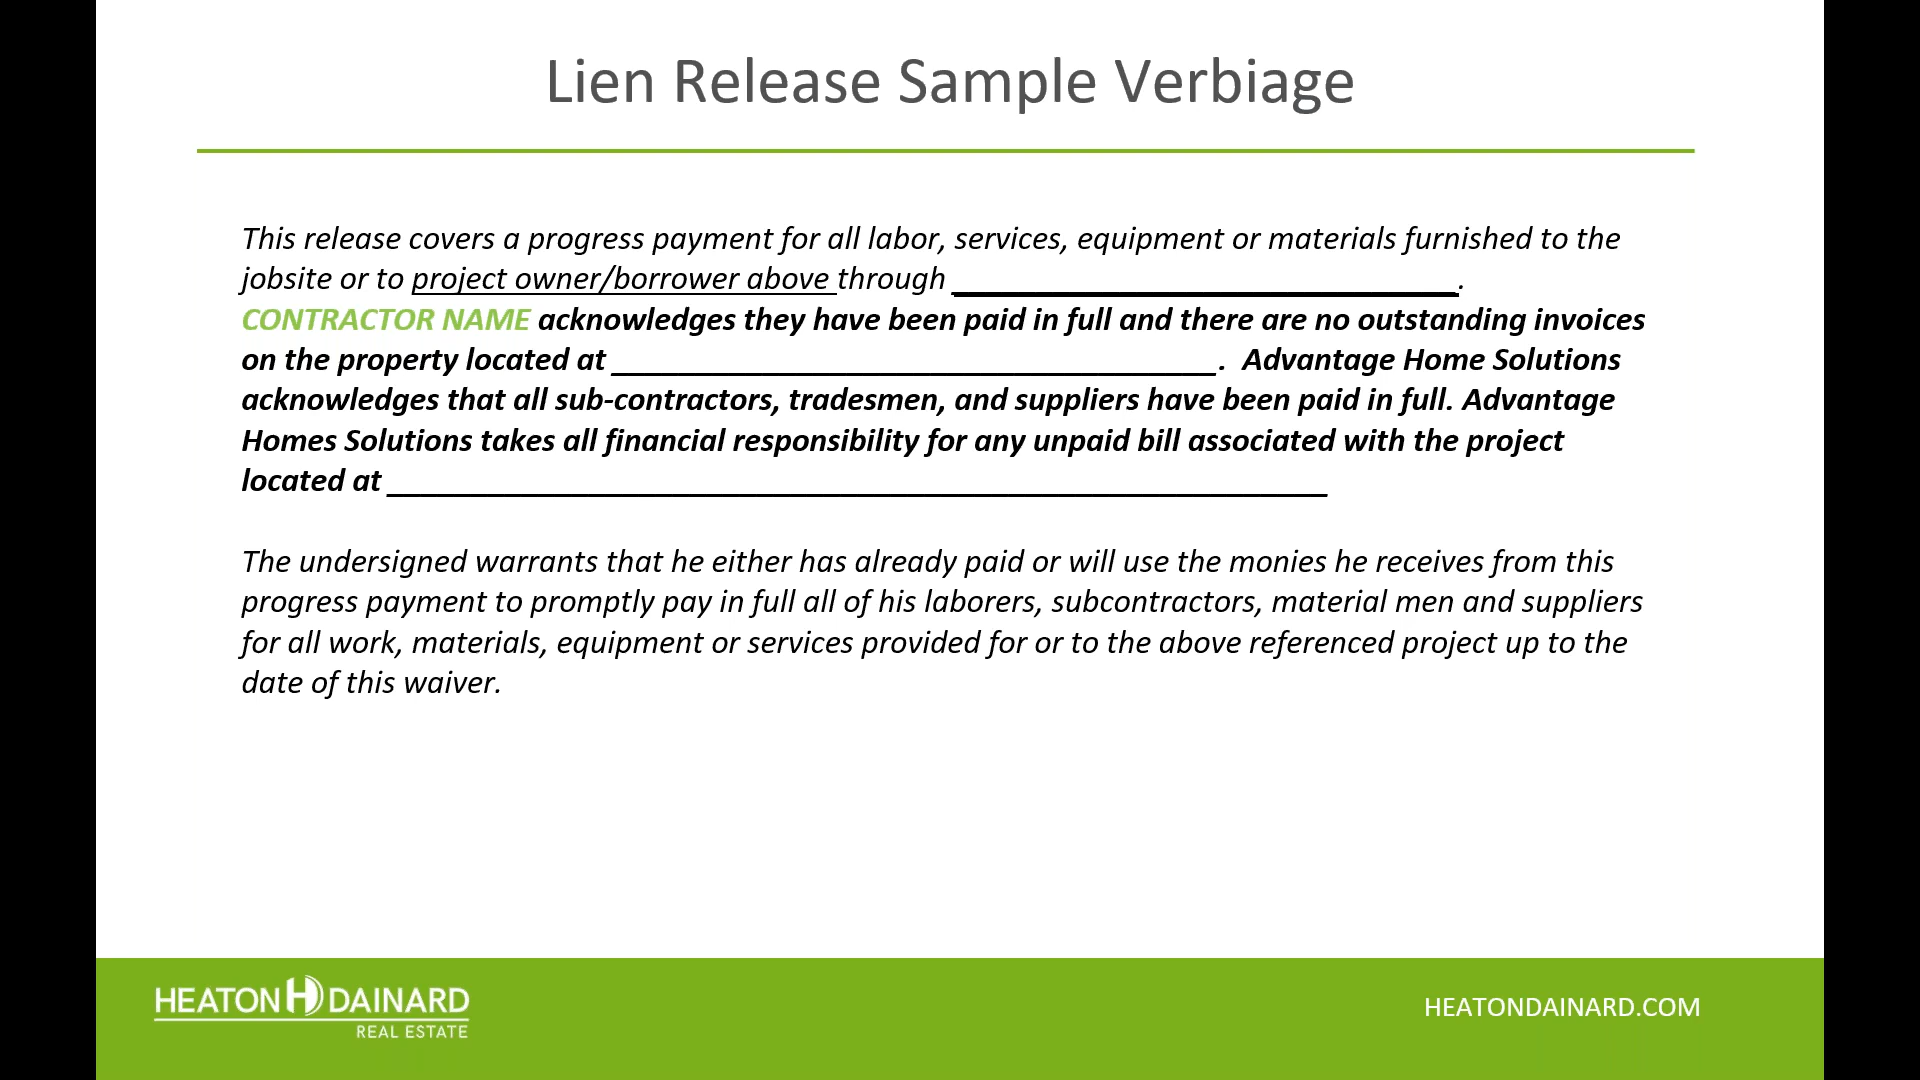 Lien Release Sample Verbiage
This release covers a progress payment for all labor, services, equipment or materials furnished to the
jobsite or to project owner/borrower above through ______________________________.
CONTRACTOR NAME acknowledges they have been paid in full and there are no outstanding invoices
on the property located at ____________________________________. Advantage Home Solutions
acknowledges that all sub-contractors, tradesmen, and suppliers have been paid in full. Advantage
Homes Solutions takes all financial responsibility for any unpaid bill associated with the project
located at ________________________________________________________
The undersigned warrants that he either has already paid or will use the monies he receives from this
progress payment to promptly pay in full all of his laborers, subcontractors, material men and suppliers
for all work, materials, equipment or services provided for or to the above referenced project up to the
date of this waiver.
HEATON HD DAINARD
REAL ESTATE
HEATONDAINARD.COM